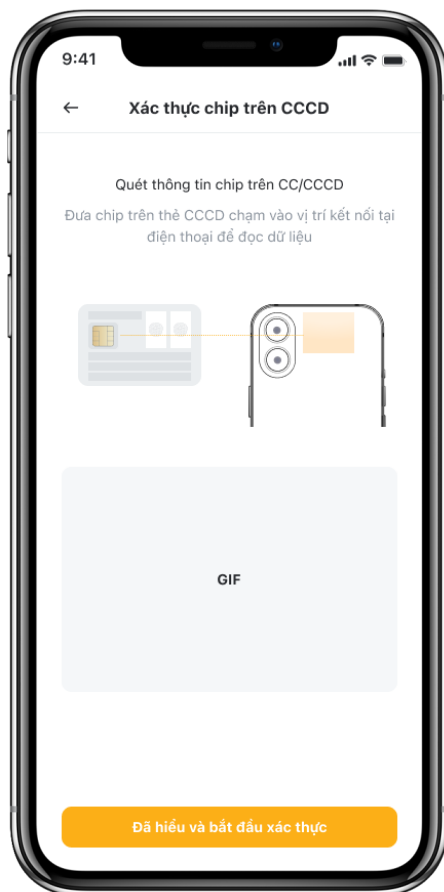 9:41
Xác thực chip trên CCCD
Quét thông tin chip trên CC/CCCD
Đưa chip trên thẻ CCCD chạm vào vị trí kết nối tại
điện thoại để đọc dữ liệu
GIF
Đã hiểu và bắt đầu xác thực